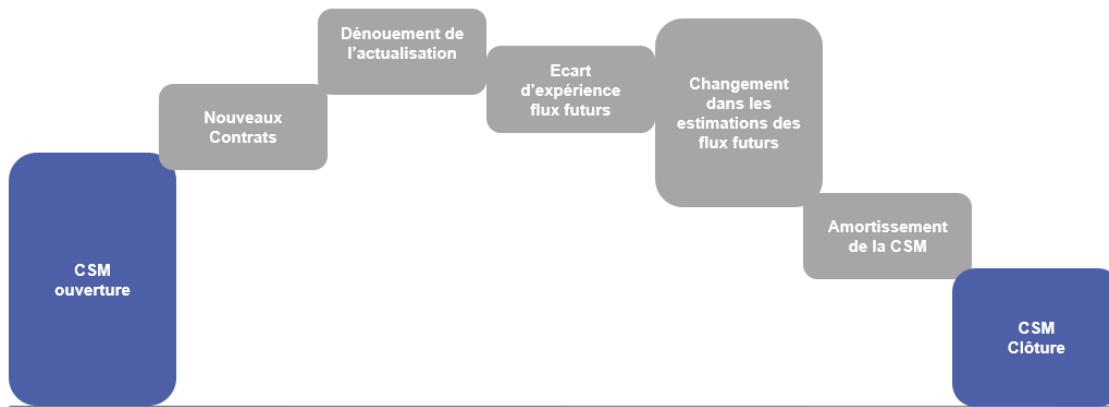 CSM
ouverture
Nouveaux
Contrats
Dénouement de
l'actualisation
Ecart
d'expérience
flux futurs
Changement
dans les
estimations des
flux futurs
Amortissement
de la CSM
CSM
Clôture